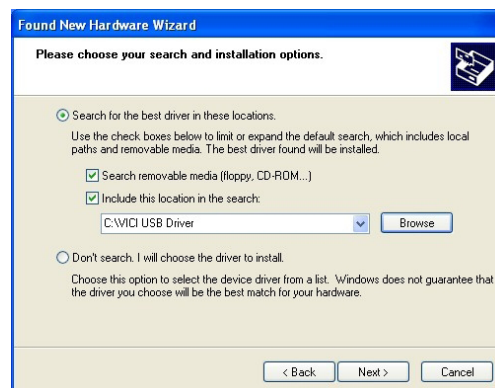 Found New Hardware Wizard
Please choose your search and installation options.
Search for the best driver in these locations.
Use the check boxes below to limit or expand the default search, which includes local
paths and removable media. The best driver found will be installed.
Search removable media (floppy, CD-ROM...)
Include this location in the search:
C:\VICI USB Driver
Browse
Don't search. I will choose the driver to install.
Choose this option to select the device driver from a list. Windows does not guarantee that
the driver you choose will be the best match for your hardware.
< Back Next > Cancel